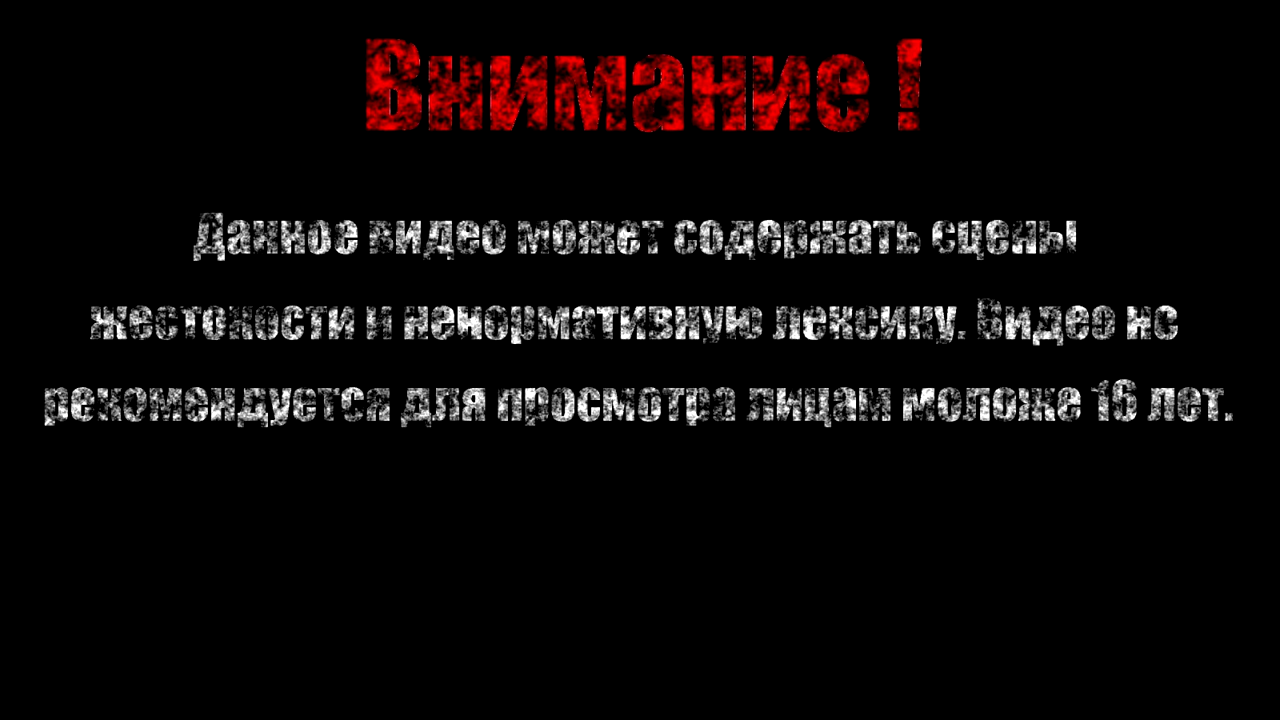 Внимание !
Данное видео может содержать сцены
жестокости и ненормативную лексику. Видео не
рекомендуется для просмотра лицам моложе 16 лет.